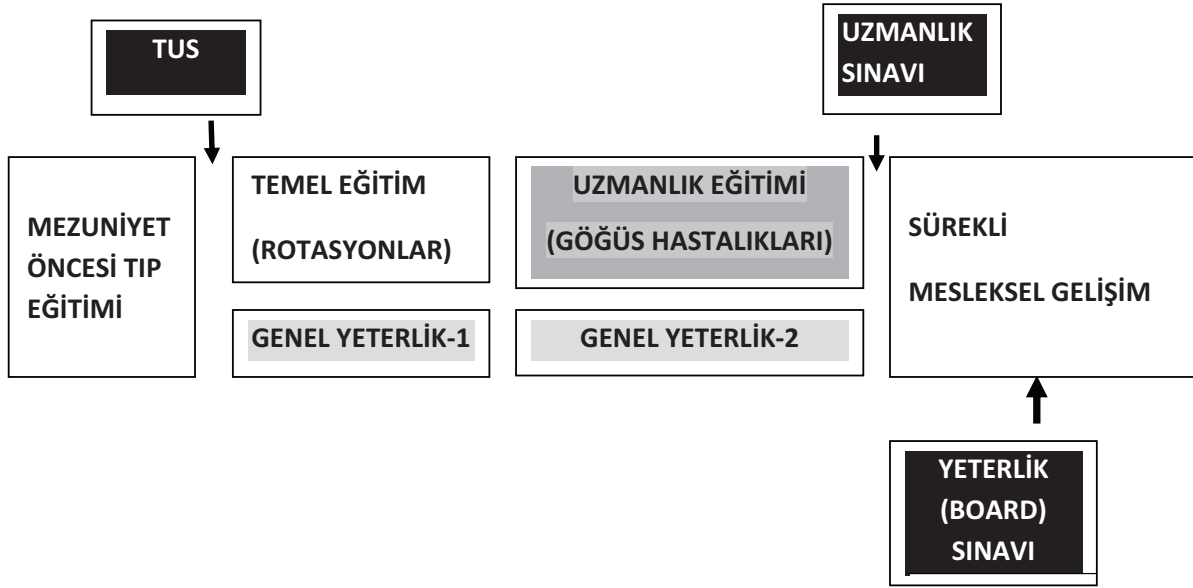 TUS
UZMANLIK
SINAVI
MEZUNİYET
ÖNCESİ TIP
EĞİTİMİ
TEMEL EĞİTİM
(ROTASYONLAR)
GENEL YETERLİK-1
UZMANLIK EĞİTİMİ
(GÖĞÜS HASTALIKLARI)
GENEL YETERLİK-2
SÜREKLİ
MESLEKSEL GELİŞİM
YETERLİK
(BOARD)
SINAVI